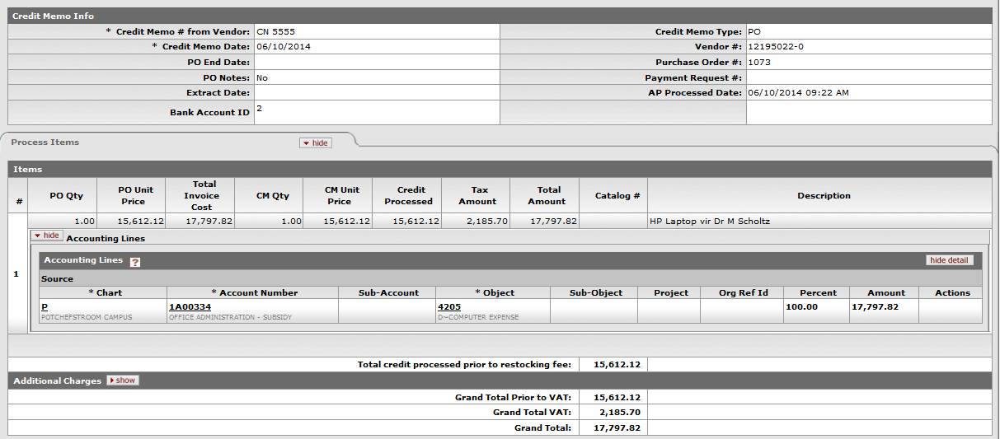 Credit Memo Info
* Credit Memo # from Vendor: CN 5555 Credit Memo Type: PO
* Credit Memo Date: 06/10/2014 Vendor #: 12195022-0
PO End Date: Purchase Order #: 1073
PO Notes: No Payment Request #:
Extract Date: AP Processed Date: 06/10/2014 09:22 AM
Bank Account ID 2
Process Items hide
Items
# PO Qty PO Unit Price Total Invoice Cost CM Qty CM Unit Price Credit Processed Tax Amount Total Amount Catalog # Description
1.00 15,612.12 17,797.82 1.00 15,612.12 15,612.12 2,185.70 17,797.82 HP Laptop vir Dr M Scholtz
hide Accounting Lines
1
Accounting Lines ? hide detail
Source
* Chart * Account Number Sub-Account * Object Sub-Object Project Org Ref Id Percent Amount Actions
P 1A00334 4205 100.00 17,797.82
POTCHEFSTROOM CAMPUS OFFICE ADMINISTRATION - SUBSIDY D~COMPUTER EXPENSE
Total credit processed prior to restocking fee: 15,612.12
Additional Charges show
Grand Total Prior to VAT: 15,612.12
Grand Total VAT: 2,185.70
Grand Total: 17,797.82